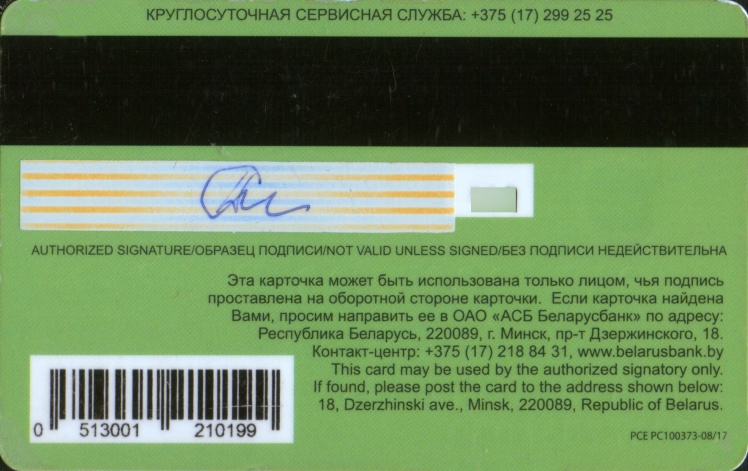 КРУГЛОСУТОЧНАЯ СЕРВИСНАЯ СЛУЖБА: +375 (17) 299 25 25
AUTHORIZED SIGNATURE/ОБРАЗЕЦ ПОДПИСИ/NOT VALID UNLESS SIGNED/БЕЗ ПОДПИСИ НЕДЕЙСТВИТЕЛЬНА
Эта карточка может быть использована только лицом, чья подпись
проставлена на оборотной стороне карточки. Если карточка найдена
Вами, просим направить ее в ОАО «АСБ Беларусбанк» по адресу:
Республика Беларусь, 220089, г. Минск, пр-т Дзержинского, 18.
Контакт-центр: +375 (17) 218 84 31, www.belarusbank.by
This card may be used by the authorized signatory only.
If found, please post the card to the address shown below:
18, Dzerzhinski ave., Minsk, 220089, Republic of Belarus.
0 513001 210199
PCE PC100373-08/17